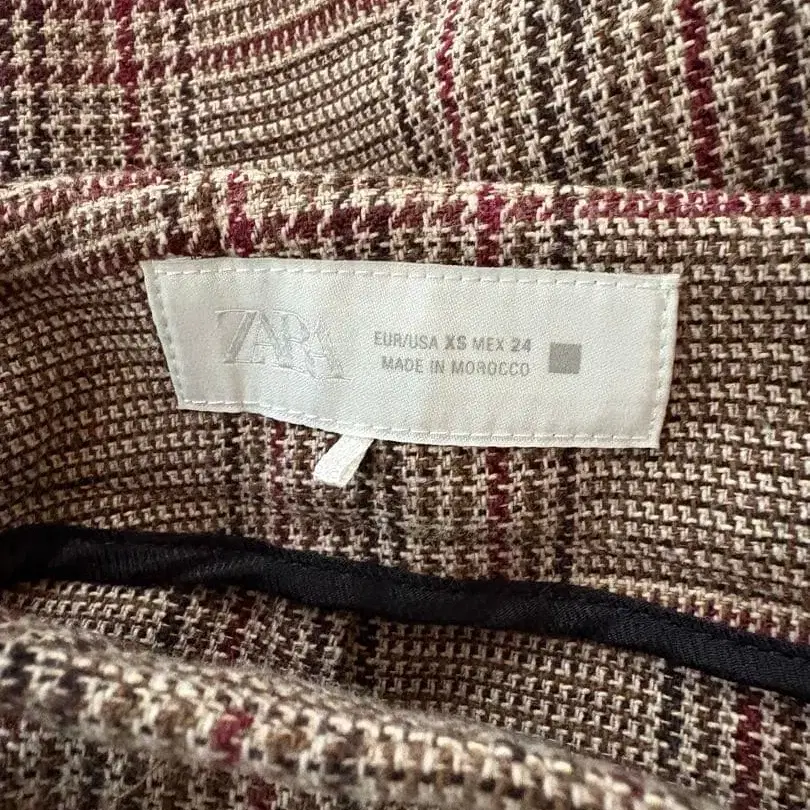 ZARA
EUR/USA XS MEX 24
MADE IN MOROCCO